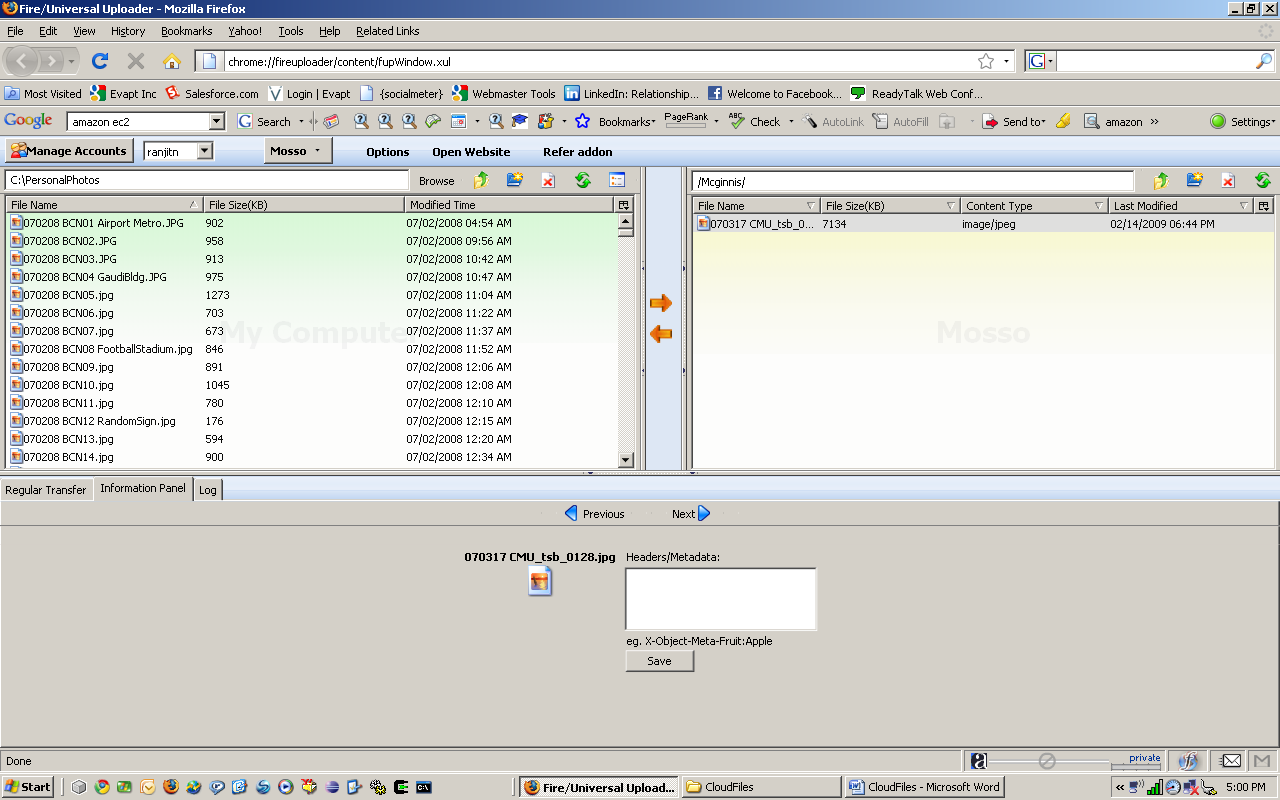 Fire/Universal Uploader - Mozilla Firefox
File Edit View History Bookmarks Yahoo! Tools Help Related Links
chrome://fireuploader/content/fupWindow.xul
Most Visited Evapt Inc Salesforce.com Login | Evapt {socialmeter} Webmaster Tools LinkedIn: Relationship... Welcome to Facebook... ReadyTalk Web Conf...
Google amazon ec2 Search Bookmarks PageRank Check AutoLink AutoFill Send to amazon » Settings
Manage Accounts ranjitn Mosso Options Open Website Refer addon
C:\PersonalPhotos Browse /Mcginnis/
File Name File Size(KB) Modified Time File Name File Size(KB) Content Type Last Modified
070208 BCN01 Airport Metro.JPG 902 07/02/2008 04:54 AM 070317 CMU_tsb_0... 7134 image/jpeg 02/14/2009 06:44 PM
070208 BCN02.JPG 958 07/02/2008 09:56 AM
070208 BCN03.JPG 913 07/02/2008 10:42 AM
070208 BCN04 GaudiBldg.JPG 975 07/02/2008 10:47 AM
070208 BCN05.jpg 1273 07/02/2008 11:04 AM
070208 BCN06.jpg 703 07/02/2008 11:22 AM
070208 BCN07.jpg 673 07/02/2008 11:37 AM
My Computer Mosso
070208 BCN08 FootballStadium.jpg 846 07/02/2008 11:52 AM
070208 BCN09.jpg 891 07/02/2008 12:06 AM
070208 BCN10.jpg 1045 07/02/2008 12:08 AM
070208 BCN11.jpg 780 07/02/2008 12:10 AM
070208 BCN12 RandomSign.jpg 176 07/02/2008 12:15 AM
070208 BCN13.jpg 594 07/02/2008 12:20 AM
070208 BCN14.jpg 900 07/02/2008 12:34 AM
Regular Transfer Information Panel Log
Previous Next
070317 CMU_tsb_0128.jpg Headers/Metadata:
eg. X-Object-Meta-Fruit:Apple
Save
Done private
Start Fire/Universal Uploa... CloudFiles CloudFiles - Microsoft Word « 5:00 PM